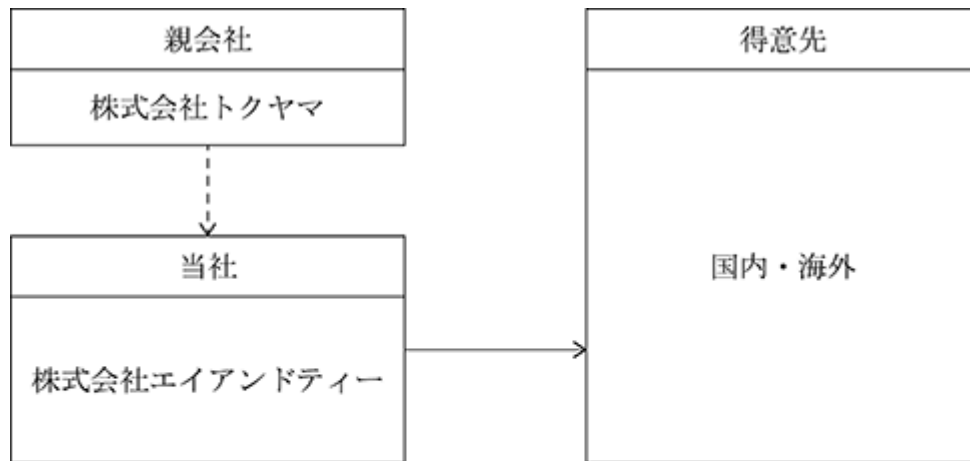 親会社
株式会社トクヤマ
当社
株式会社エイアンドティー
得意先
国内・海外